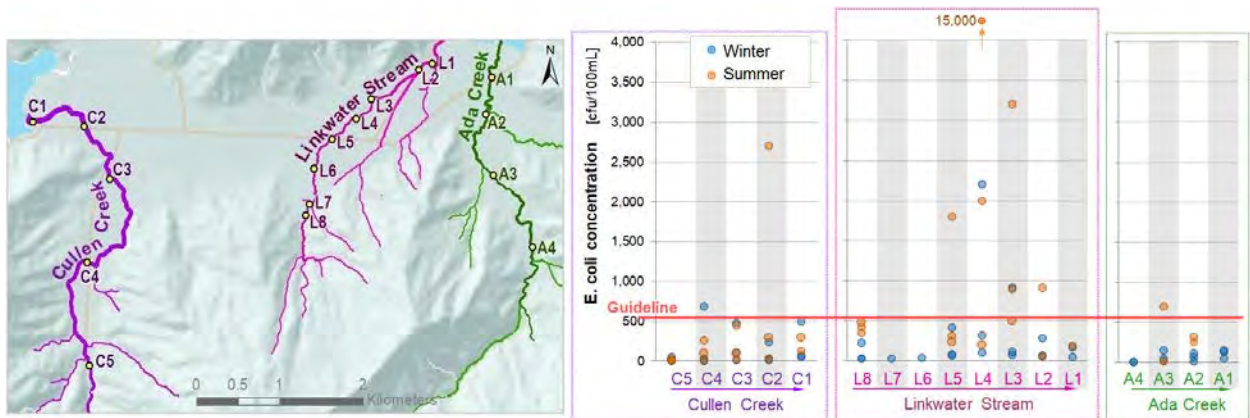 C1
C2
C3
C4
C5
Cullen Creek
L1
L2
L3
L4
L5
L6
L7
L8
Linkwater Stream
A1
A2
A3
A4
Ada Creek
N
0 0.5 1 2
Kilometers
E. coli concentration [cfu/100mL]
15,000
4,000
3,500
3,000
2,500
2,000
1,500
1,000
500
0
Winter
Summer
Guideline
C5 C4 C3 C2 C1
Cullen Creek
L8 L7 L6 L5 L4 L3 L2 L1
Linkwater Stream
A4 A3 A2 A1
Ada Creek